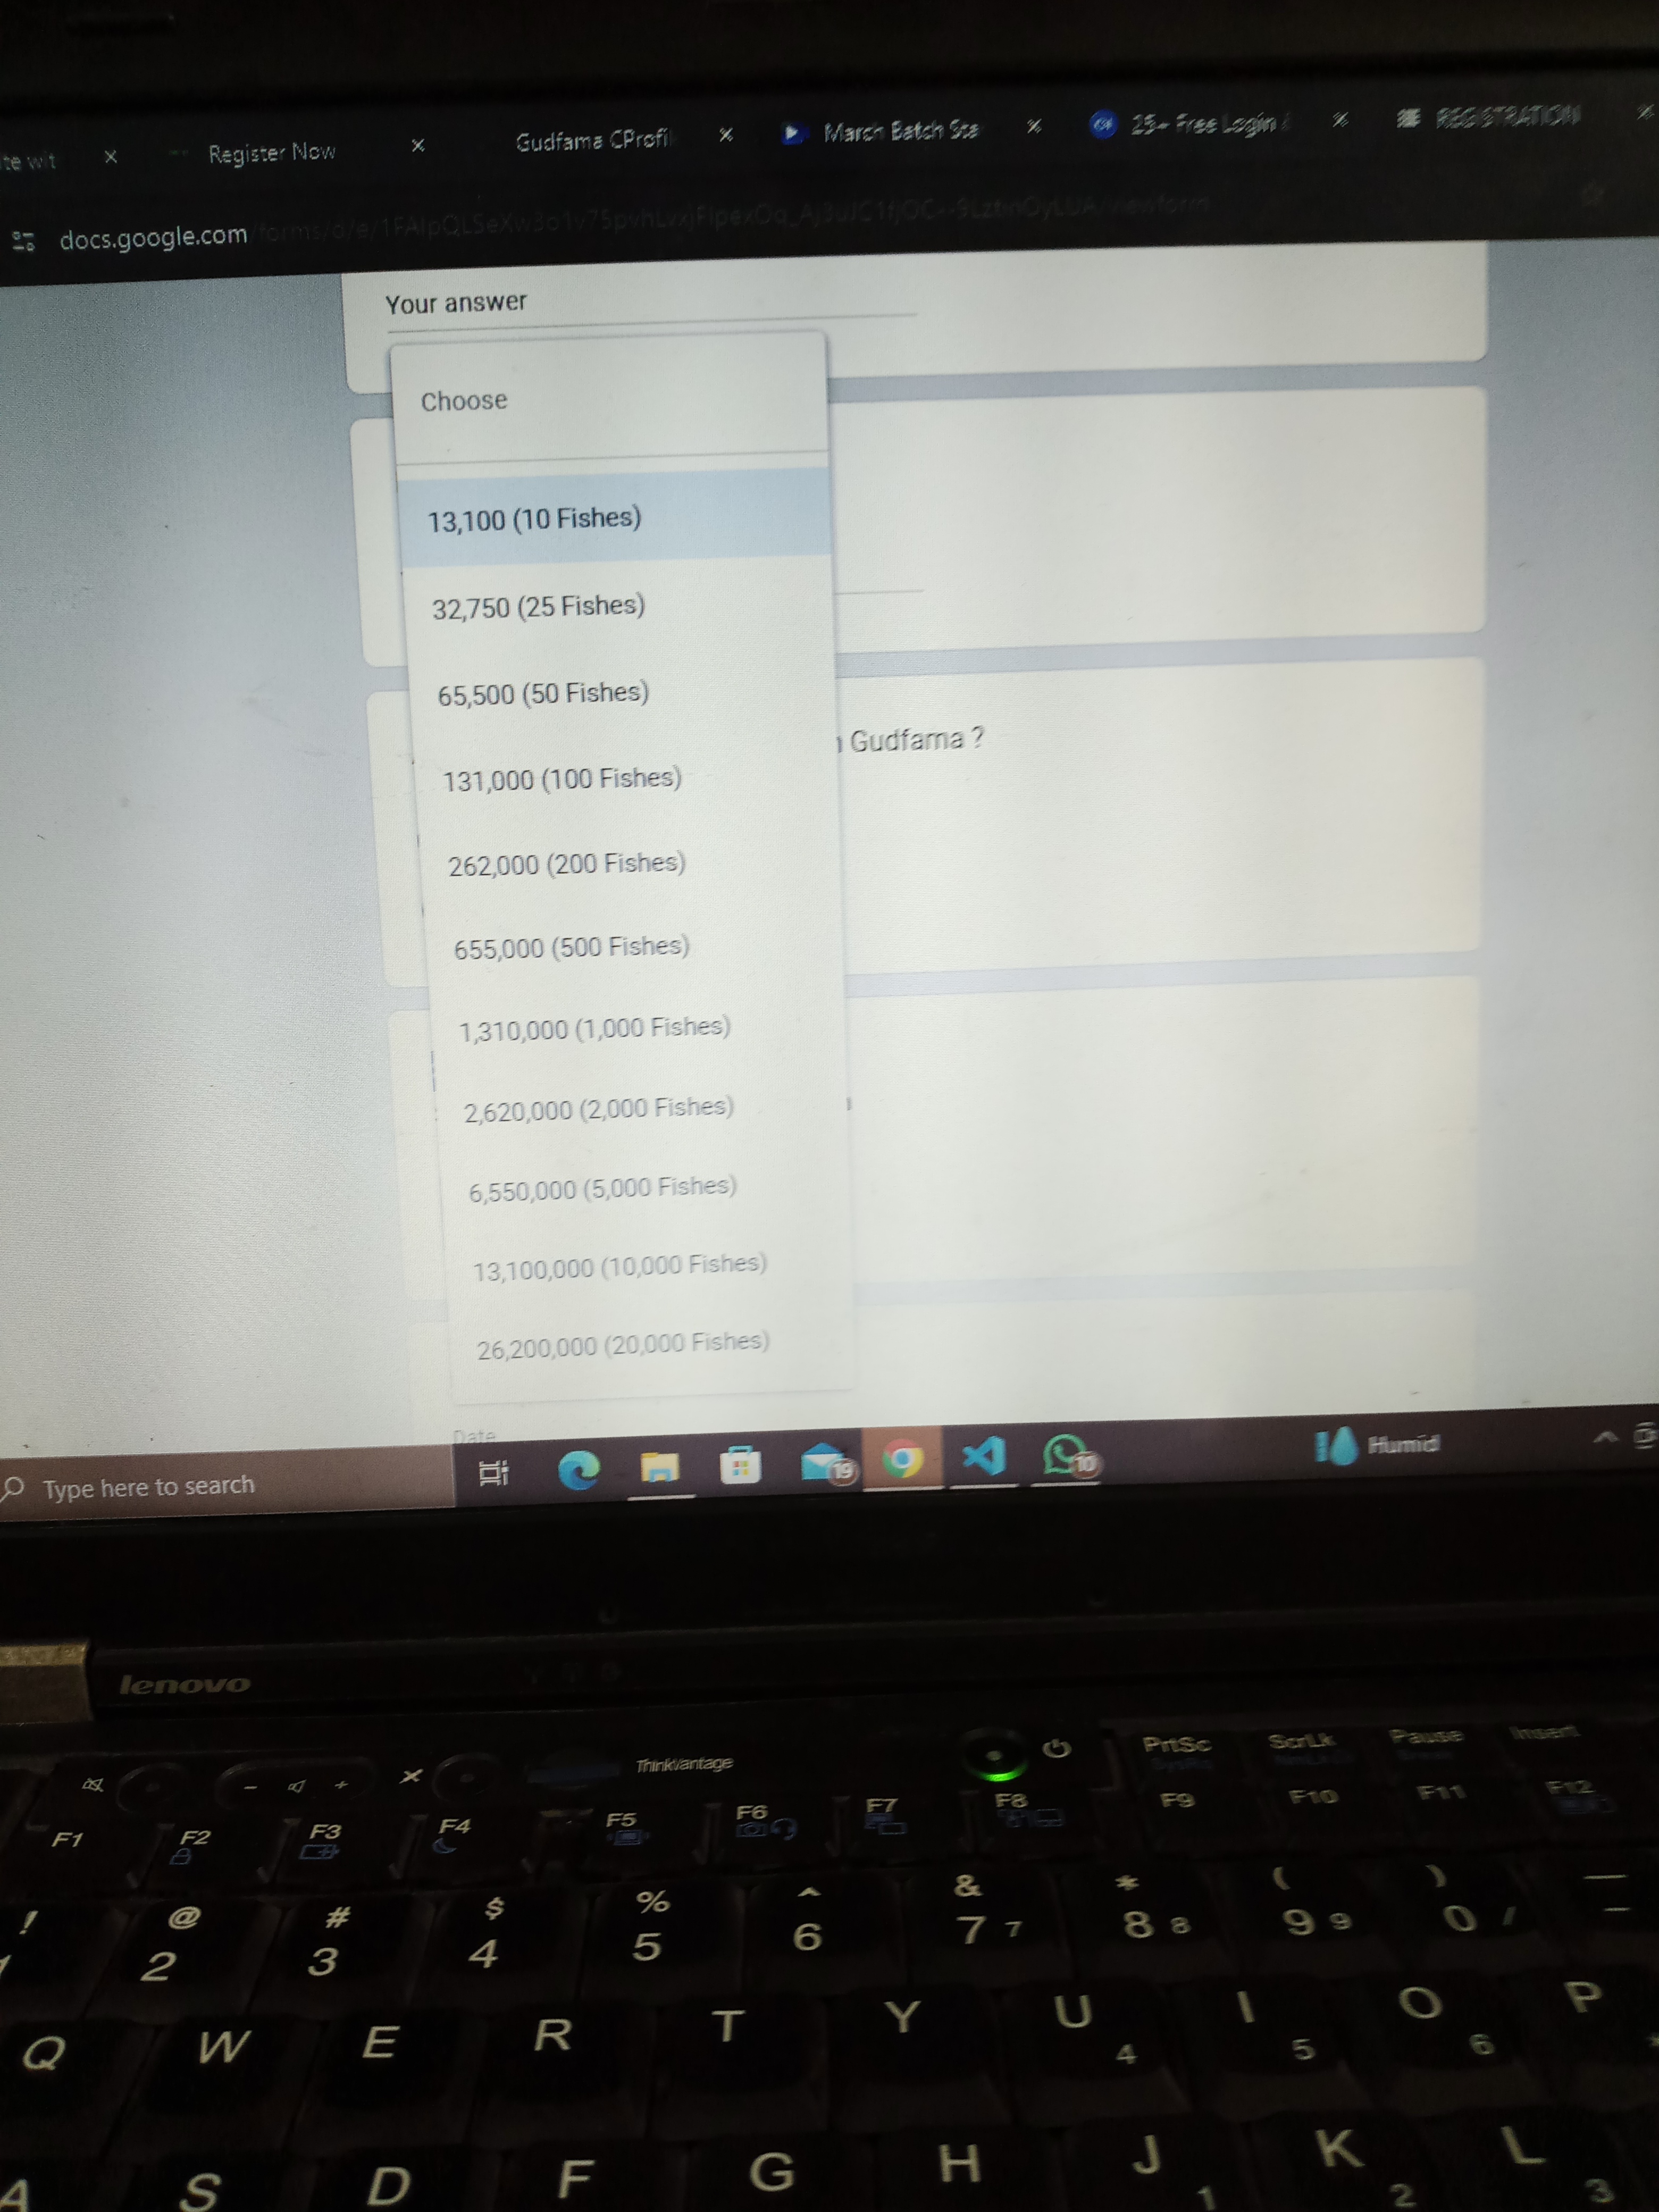 te wit
Register Now
Gudfama CProfi
March Batch Sta
25+ Free Login
REGISTRATION
docs.google.com
Your answer
Choose
13,100 (10 Fishes)
32,750 (25 Fishes)
65,500 (50 Fishes)
Gudfama ?
131,000 (100 Fishes)
262,000 (200 Fishes)
655,000 (500 Fishes)
1,310,000 (1,000 Fishes)
2,620,000 (2,000 Fishes)
6,550,000 (5,000 Fishes)
13,100,000 (10,000 Fishes)
26,200,000 (20,000 Fishes)
Date
Type here to search
19
10
Humid
lenovo
ThinkVantage
PrtSc ScrLk Pause Insert
F1 F2 F3 F4 F5 F6 F7 F8 F9 F10 F11 F12
! @ # $ % ^ & * ( )
2 3 4 5 6 7 7 8 8 9 9 0 /
Q W E R T Y U 4 I 5 O 6 P
A S D F G H J 1 K 2 L 3